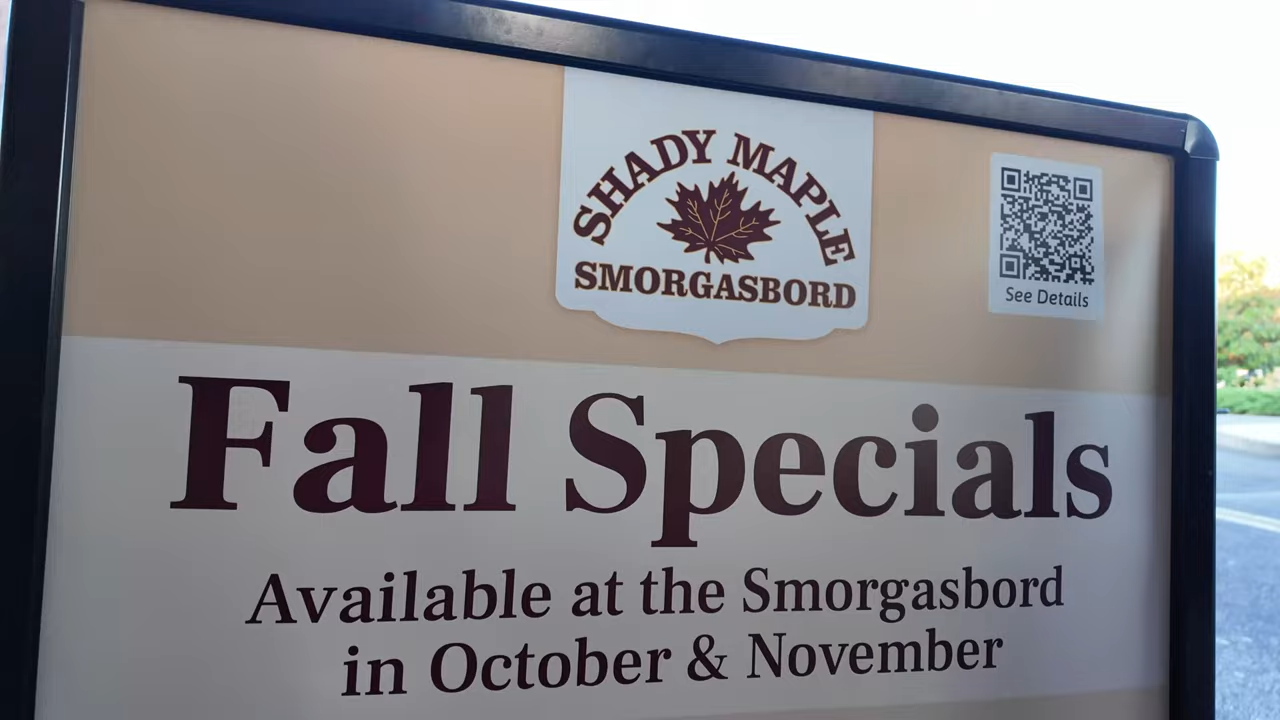 SHADY MAPLE
SMORGASBORD
See Details
Fall Specials
Available at the Smorgasbord
in October & November